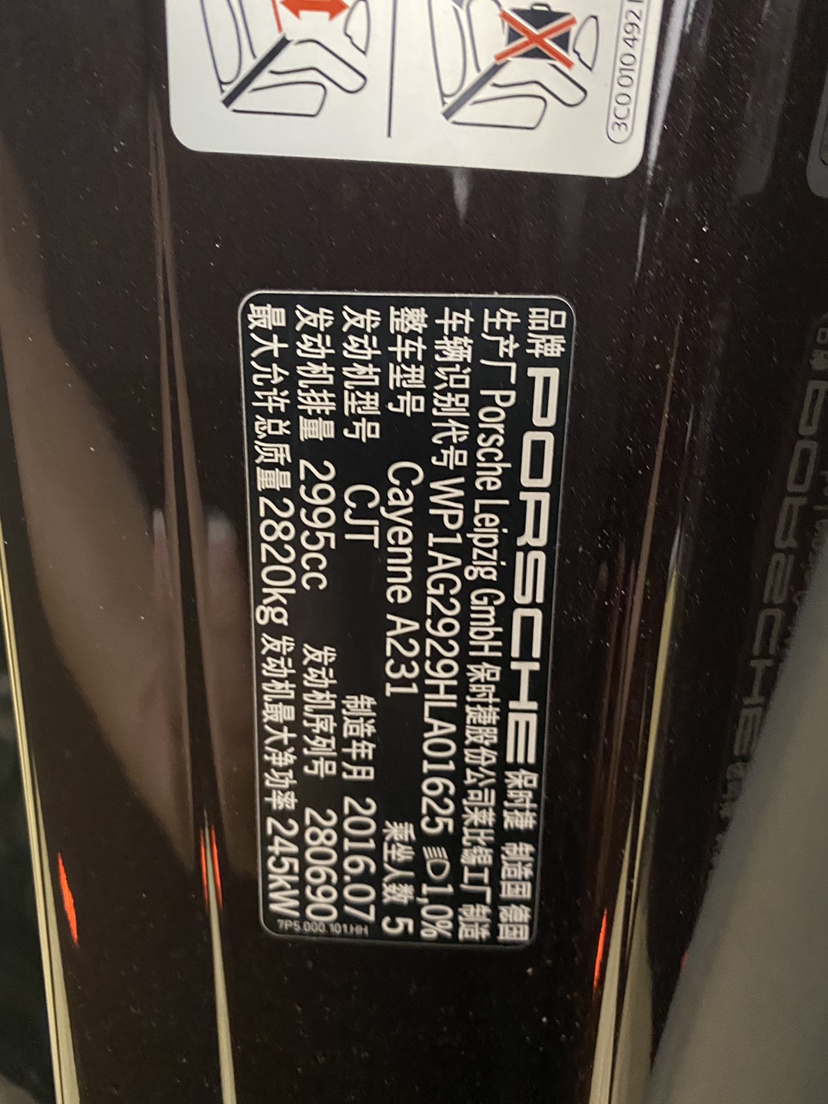 3C0 010 492
品牌 PORSCHE 保时捷 制造国 德国
生产厂 Porsche Leipzig GmbH 保时捷股份公司莱比锡工厂 制造
车辆识别代号 WP1AG2929HLA01625 1,0%
整车型号 Cayenne A231 乘坐人数 5
发动机型号 CJT 制造年月 2016.07
发动机排量 2995cc 发动机序列号 280690
最大允许总质量 2820kg 发动机最大净功率 245kW
7P5.000.101.HH